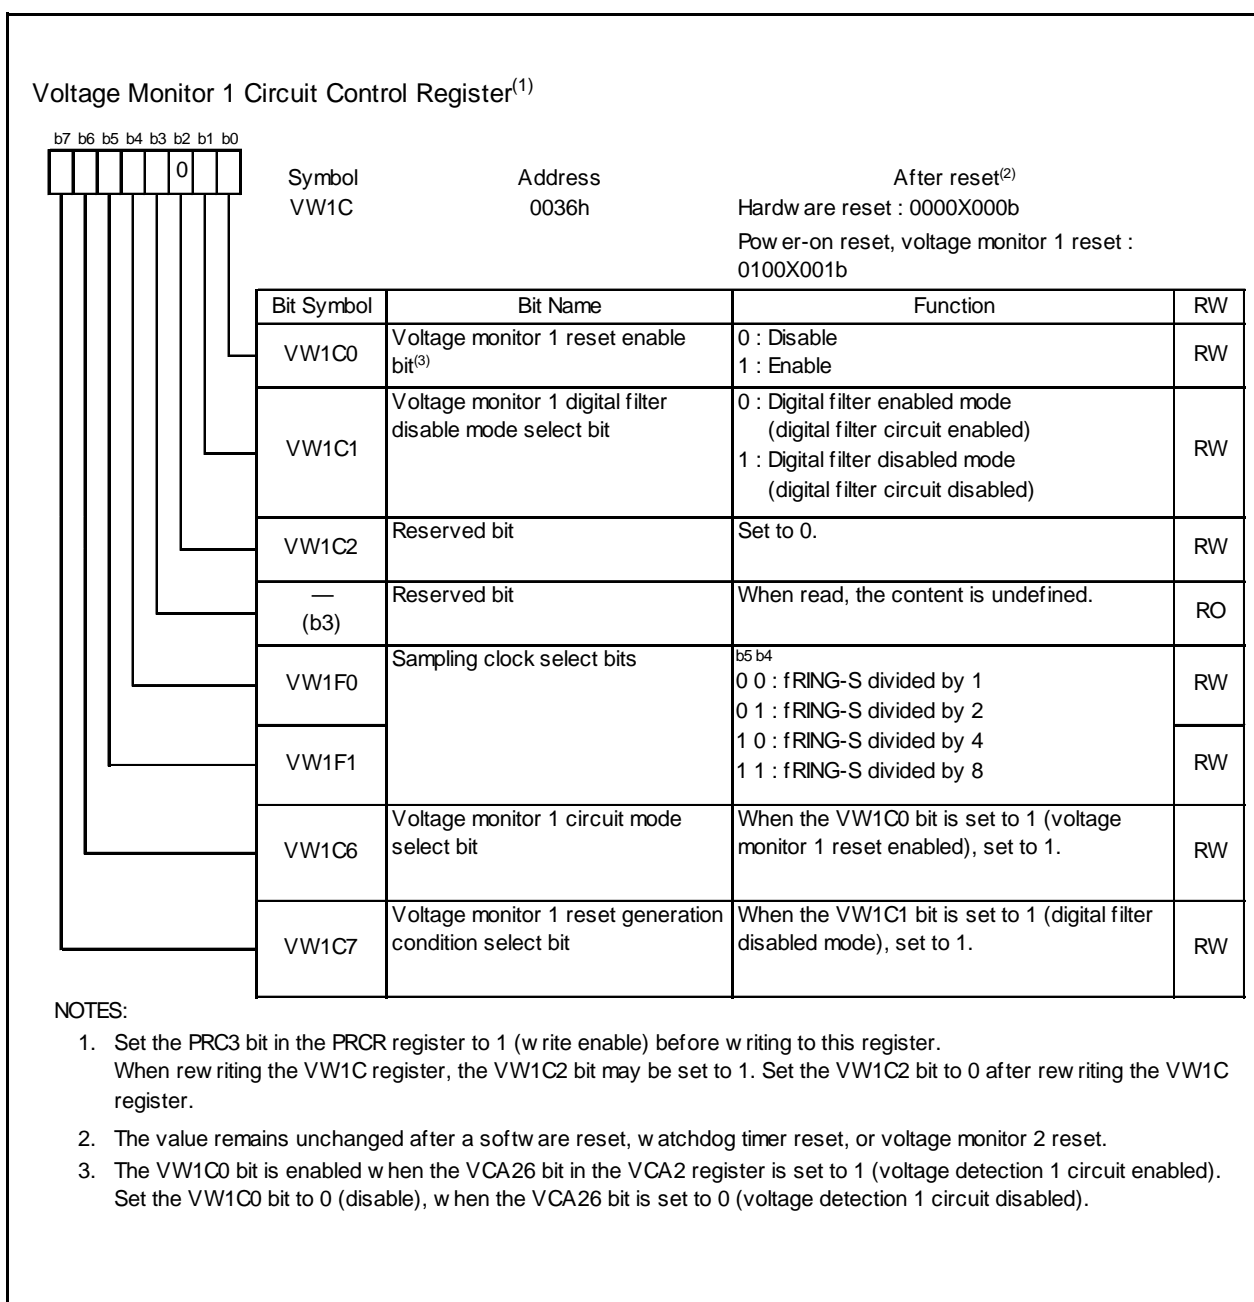 Voltage Monitor 1 Circuit Control Register(1)
b7 b6 b5 b4 b3 b2 b1 b0
0
Symbol Address After reset(2)
VW1C 0036h Hardware reset : 0000X000b
Power-on reset, voltage monitor 1 reset :
0100X001b
Bit Symbol Bit Name Function RW
VW1C0 Voltage monitor 1 reset enable
bit(3)
0 : Disable
1 : Enable
RW
VW1C1 Voltage monitor 1 digital filter
disable mode select bit
0 : Digital filter enabled mode
(digital filter circuit enabled)
1 : Digital filter disabled mode
(digital filter circuit disabled)
RW
VW1C2 Reserved bit Set to 0. RW
—
(b3)
Reserved bit When read, the content is undefined. RO
VW1F0 Sampling clock select bits
b5 b4
0 0 : fRING-S divided by 1
0 1 : fRING-S divided by 2
1 0 : fRING-S divided by 4
1 1 : fRING-S divided by 8
RW
VW1F1 RW
VW1C6 Voltage monitor 1 circuit mode
select bit
When the VW1C0 bit is set to 1 (voltage
monitor 1 reset enabled), set to 1.
RW
VW1C7 Voltage monitor 1 reset generation
condition select bit
When the VW1C1 bit is set to 1 (digital filter
disabled mode), set to 1.
RW
NOTES:
1. Set the PRC3 bit in the PRCR register to 1 (write enable) before writing to this register.
When rewriting the VW1C register, the VW1C2 bit may be set to 1. Set the VW1C2 bit to 0 after rewriting the VW1C
register.
2. The value remains unchanged after a software reset, watchdog timer reset, or voltage monitor 2 reset.
3. The VW1C0 bit is enabled when the VCA26 bit in the VCA2 register is set to 1 (voltage detection 1 circuit enabled).
Set the VW1C0 bit to 0 (disable), when the VCA26 bit is set to 0 (voltage detection 1 circuit disabled).